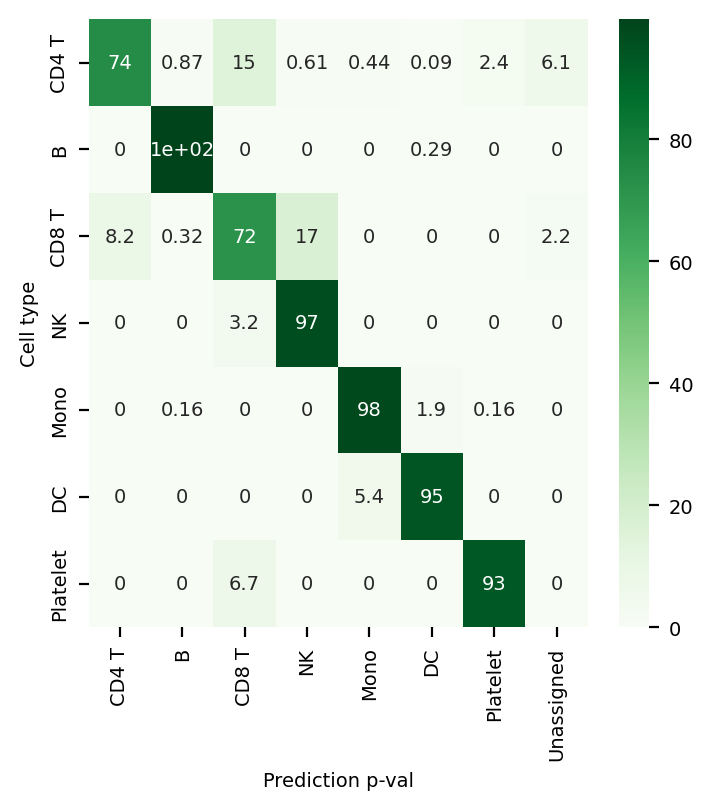 CD4 T 74 0.87 15 0.61 0.44 0.09 2.4 6.1
B 0 1e+02 0 0 0 0.29 0 0
CD8 T 8.2 0.32 72 17 0 0 0 2.2
NK 0 0 3.2 97 0 0 0 0
Mono 0 0.16 0 0 98 1.9 0.16 0
DC 0 0 0 0 5.4 95 0 0
Platelet 0 0 6.7 0 0 0 93 0
Cell type
CD4 T B CD8 T NK Mono DC Platelet Unassigned
Prediction p-val
80
60
40
20
0